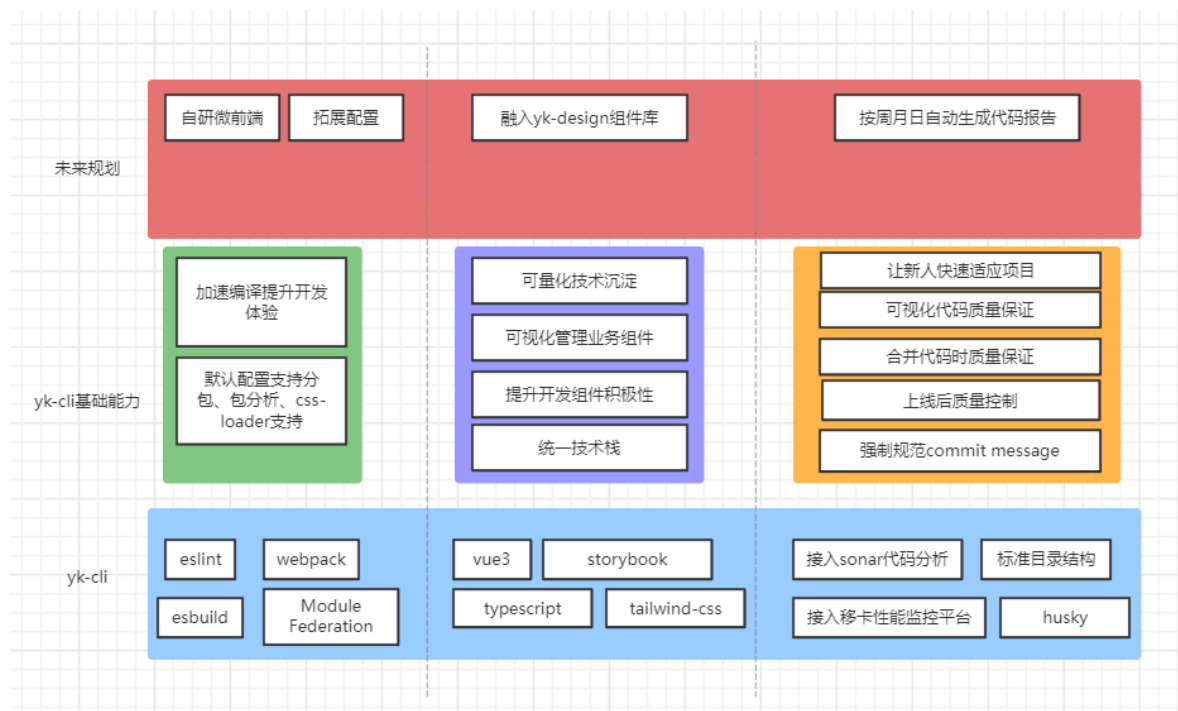 自研微前端
拓展配置
融入yk-design组件库
按周月日自动生成代码报告
未来规划
加速编译提升开发
体验
默认配置支持分
包、包分析、css-
loader支持
可量化技术沉淀
可视化管理业务组件
提升开发组件积极性
统一技术栈
让新人快速适应项目
可视化代码质量保证
合并代码时质量保证
上线后质量控制
强制规范commit message
yk-cli基础能力
eslint
webpack
esbuild
Module
Federation
vue3
storybook
typescript
tailwind-css
接入sonar代码分析
标准目录结构
接入移卡性能监控平台
husky
yk-cli